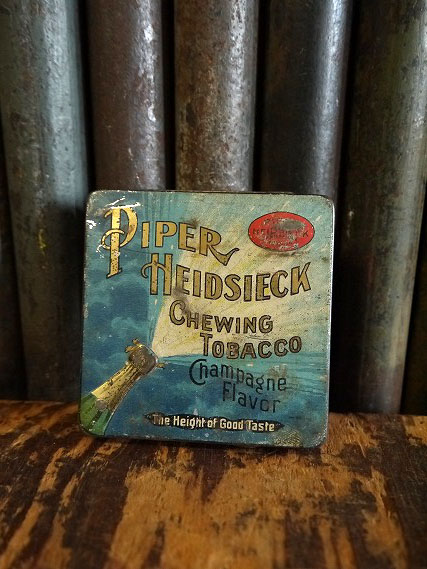 PIPER
HEIDSIECK
CHEWING
TOBACCO
Champagne
Flavor
The Height of Good Taste